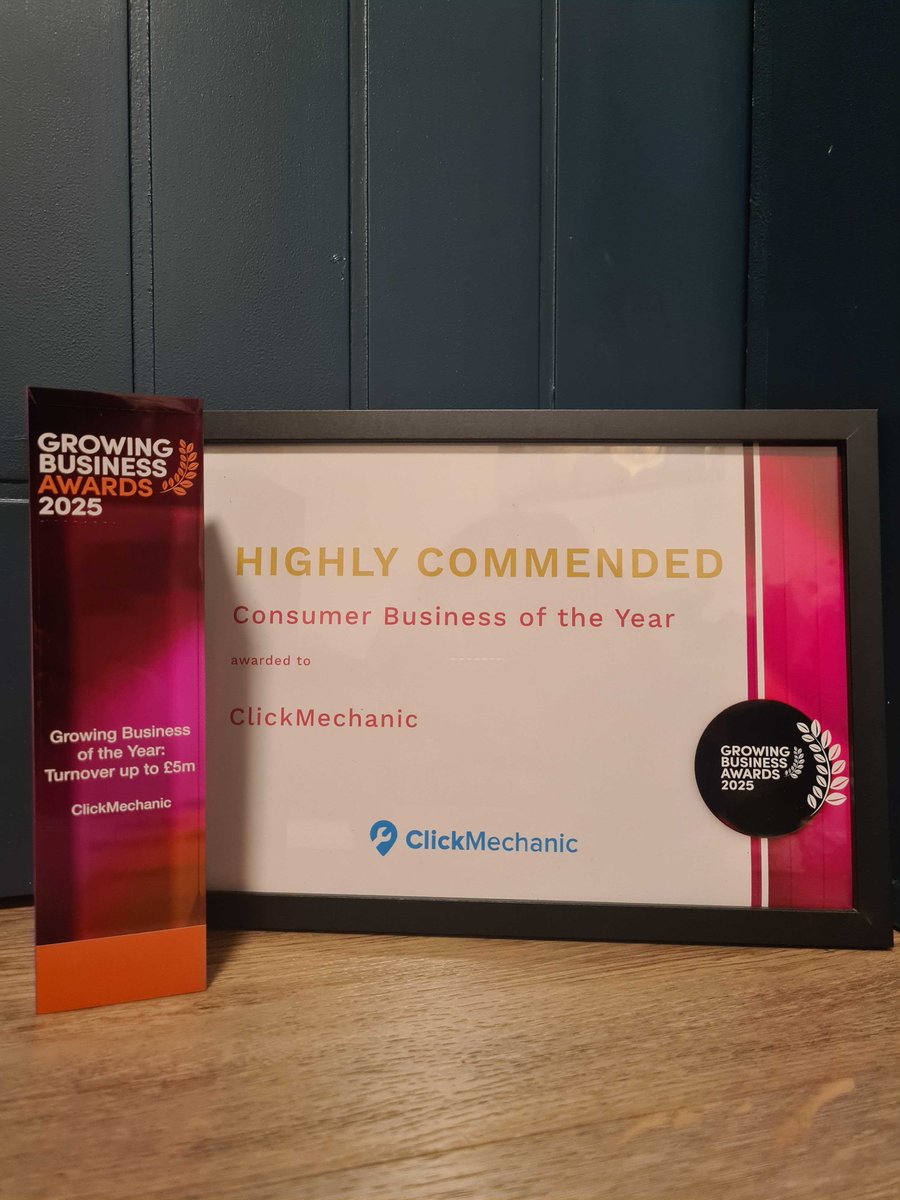 GROWING
BUSINESS
AWARDS
2025
Growing Business
of the Year:
Turnover up to £5m
ClickMechanic
HIGHLY COMMENDED
Consumer Business of the Year
awarded to
ClickMechanic
GROWING
BUSINESS
AWARDS
2025
ClickMechanic